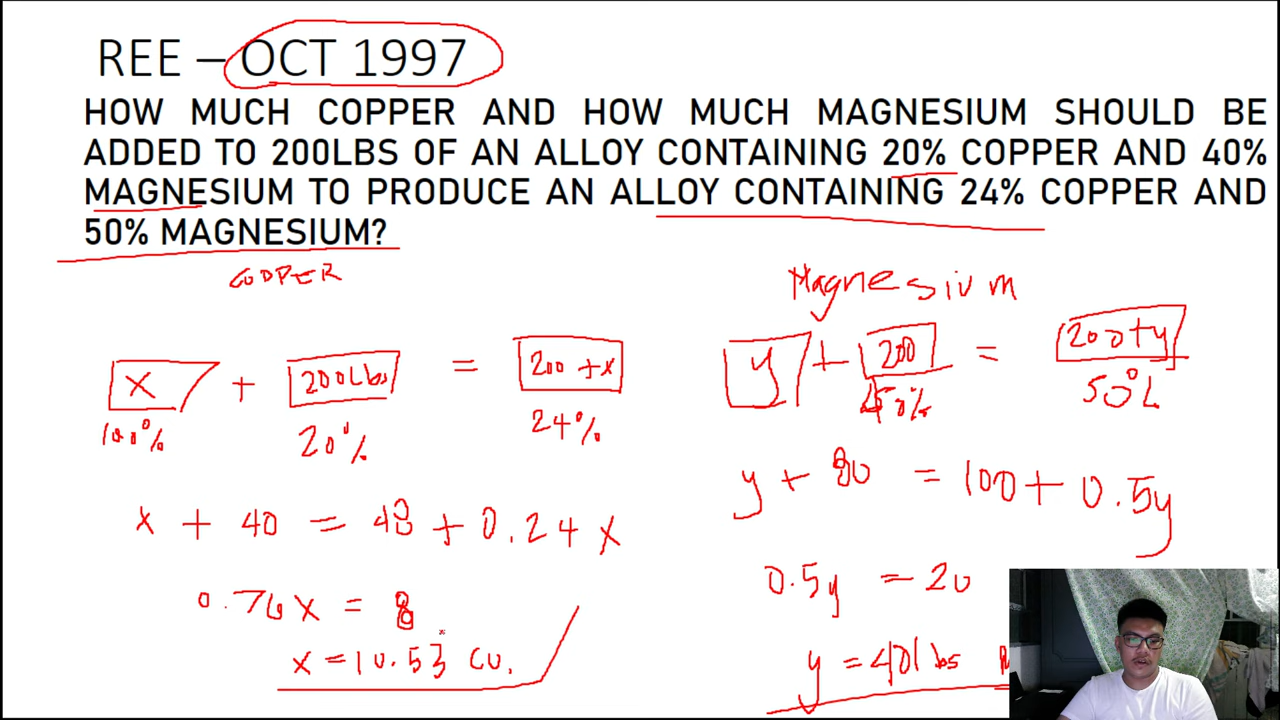 REE – OCT 1997
HOW MUCH COPPER AND HOW MUCH MAGNESIUM SHOULD BE
ADDED TO 200LBS OF AN ALLOY CONTAINING 20% COPPER AND 40%
MAGNESIUM TO PRODUCE AN ALLOY CONTAINING 24% COPPER AND
50% MAGNESIUM?
COPPER
x + 200Lbs = 200 + x
100% 20% 24%
x + 40 = 48 + 0.24 x
0.76x = 8
x = 10.53 CU.
Magnesium
y + 200 = 200 + y
40% 50%
y + 80 = 100 + 0.5y
0.5y = 20
y = 40 lbs